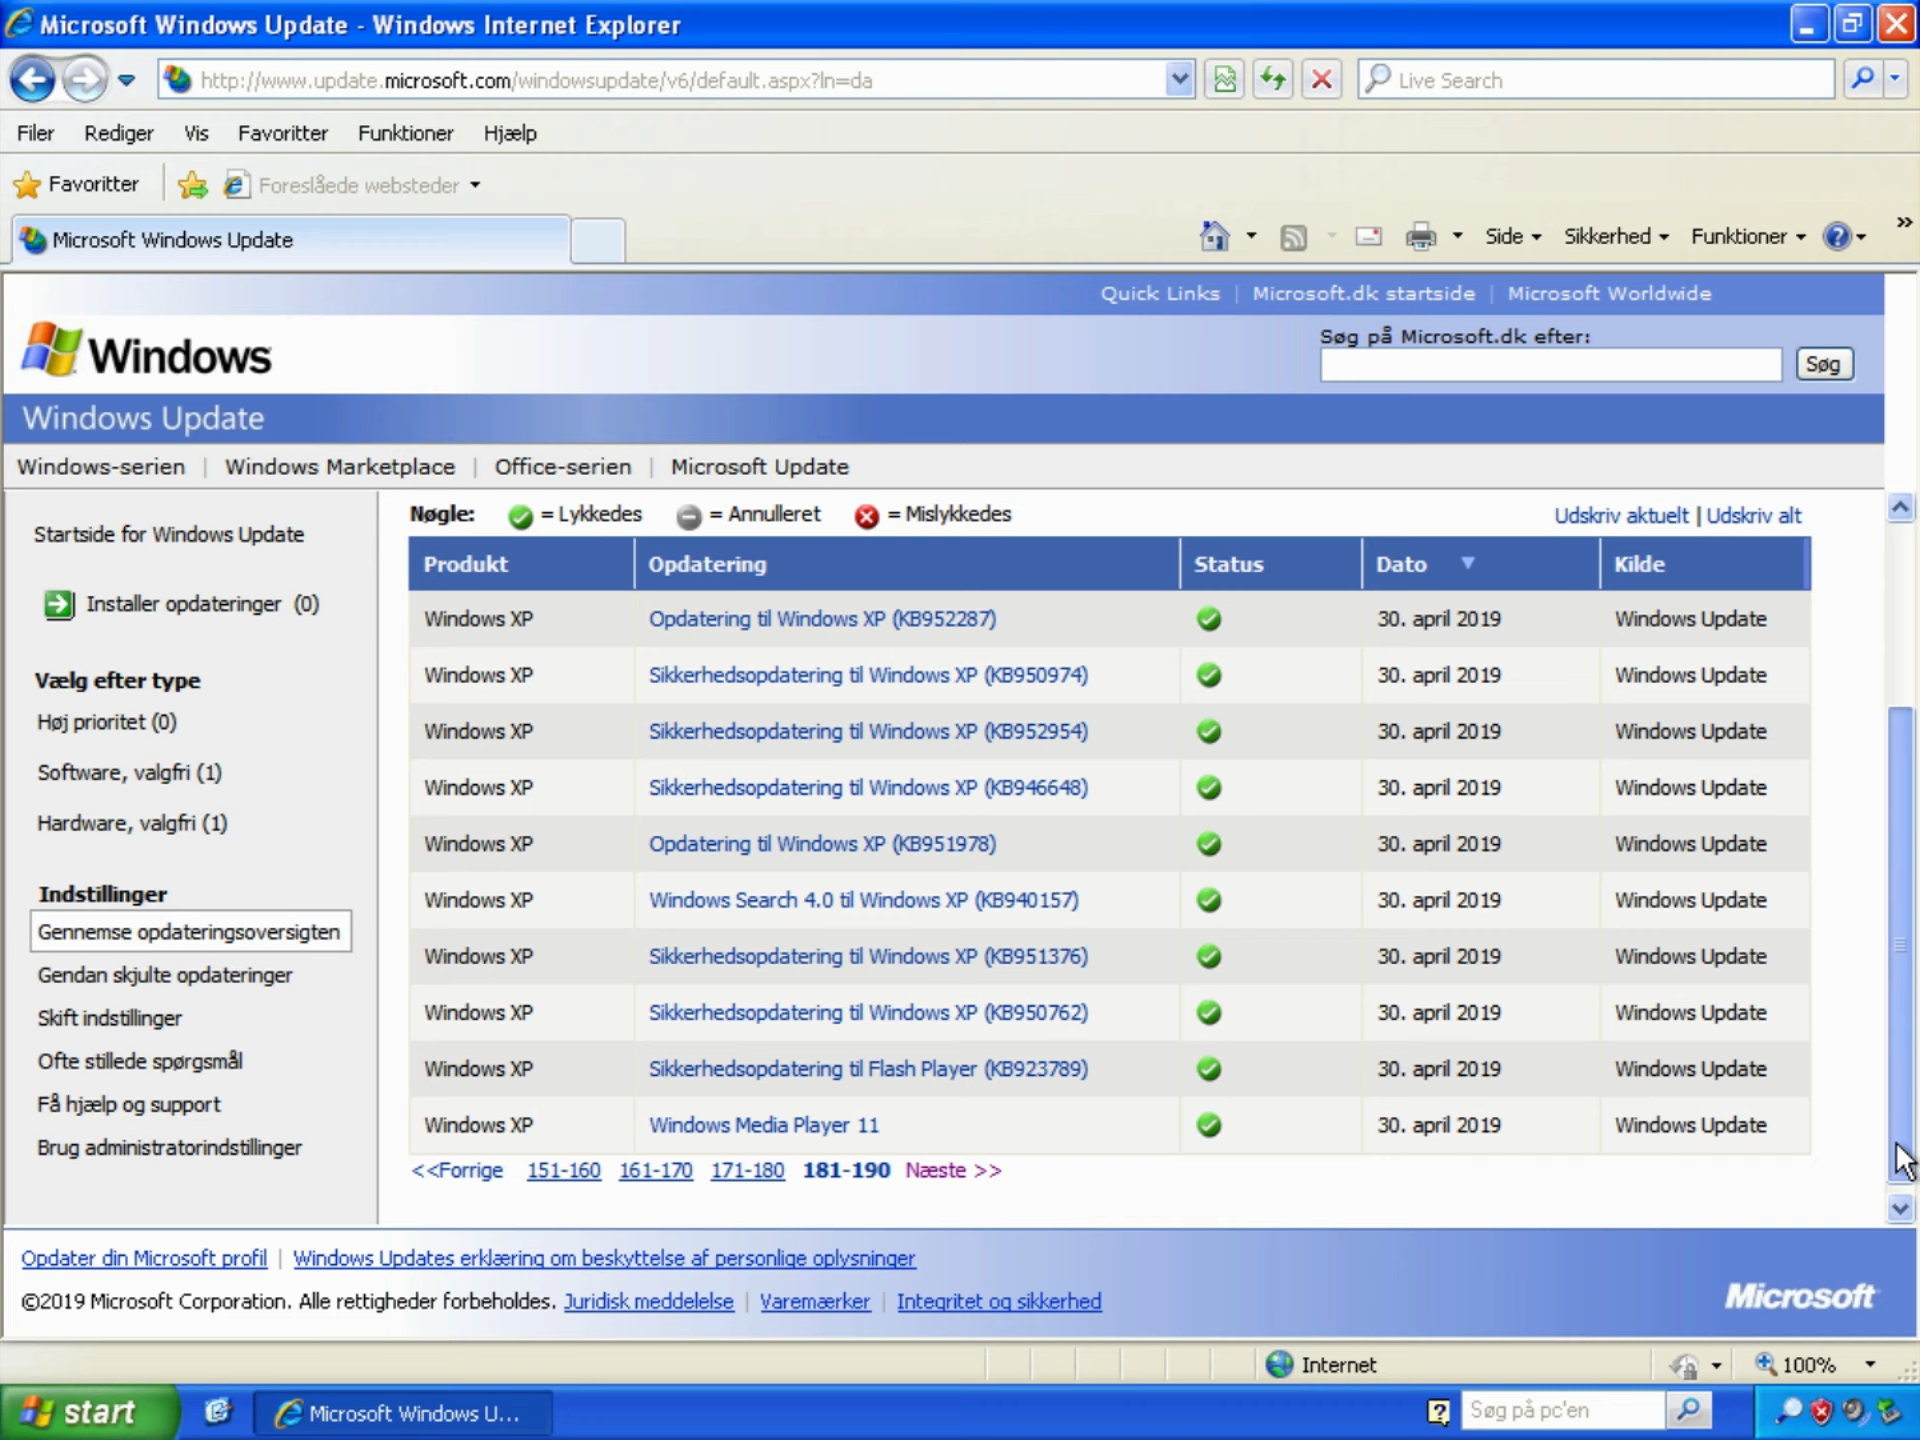 Microsoft Windows Update - Windows Internet Explorer
http://www.update.microsoft.com/windowsupdate/v6/default.aspx?ln=da
Live Search
Filer Rediger Vis Favoritter Funktioner Hjælp
Favoritter Foreslåede websteder
Microsoft Windows Update
Side Sikkerhed Funktioner
Quick Links | Microsoft.dk startside | Microsoft Worldwide
Windows
Søg på Microsoft.dk efter:
Søg
Windows Update
Windows-serien | Windows Marketplace | Office-serien | Microsoft Update
Startside for Windows Update
Installer opdateringer (0)
Vælg efter type
Høj prioritet (0)
Software, valgfri (1)
Hardware, valgfri (1)
Indstillinger
Gennemse opdateringsoversigten
Gendan skjulte opdateringer
Skift indstillinger
Ofte stillede spørgsmål
Få hjælp og support
Brug administratorindstillinger
Nøgle: = Lykkedes = Annulleret = Mislykkedes
Udskriv aktuelt | Udskriv alt
Produkt Opdatering Status Dato Kilde
Windows XP Opdatering til Windows XP (KB952287) 30. april 2019 Windows Update
Windows XP Sikkerhedsopdatering til Windows XP (KB950974) 30. april 2019 Windows Update
Windows XP Sikkerhedsopdatering til Windows XP (KB952954) 30. april 2019 Windows Update
Windows XP Sikkerhedsopdatering til Windows XP (KB946648) 30. april 2019 Windows Update
Windows XP Opdatering til Windows XP (KB951978) 30. april 2019 Windows Update
Windows XP Windows Search 4.0 til Windows XP (KB940157) 30. april 2019 Windows Update
Windows XP Sikkerhedsopdatering til Windows XP (KB951376) 30. april 2019 Windows Update
Windows XP Sikkerhedsopdatering til Windows XP (KB950762) 30. april 2019 Windows Update
Windows XP Sikkerhedsopdatering til Flash Player (KB923789) 30. april 2019 Windows Update
Windows XP Windows Media Player 11 30. april 2019 Windows Update
<<Forrige 151-160 161-170 171-180 181-190 Næste >>
Opdater din Microsoft profil | Windows Updates erklæring om beskyttelse af personlige oplysninger
©2019 Microsoft Corporation. Alle rettigheder forbeholdes. Juridisk meddelelse | Varemærker | Integritet og sikkerhed
Microsoft
Internet
100%
start
Microsoft Windows U...
Søg på pc'en